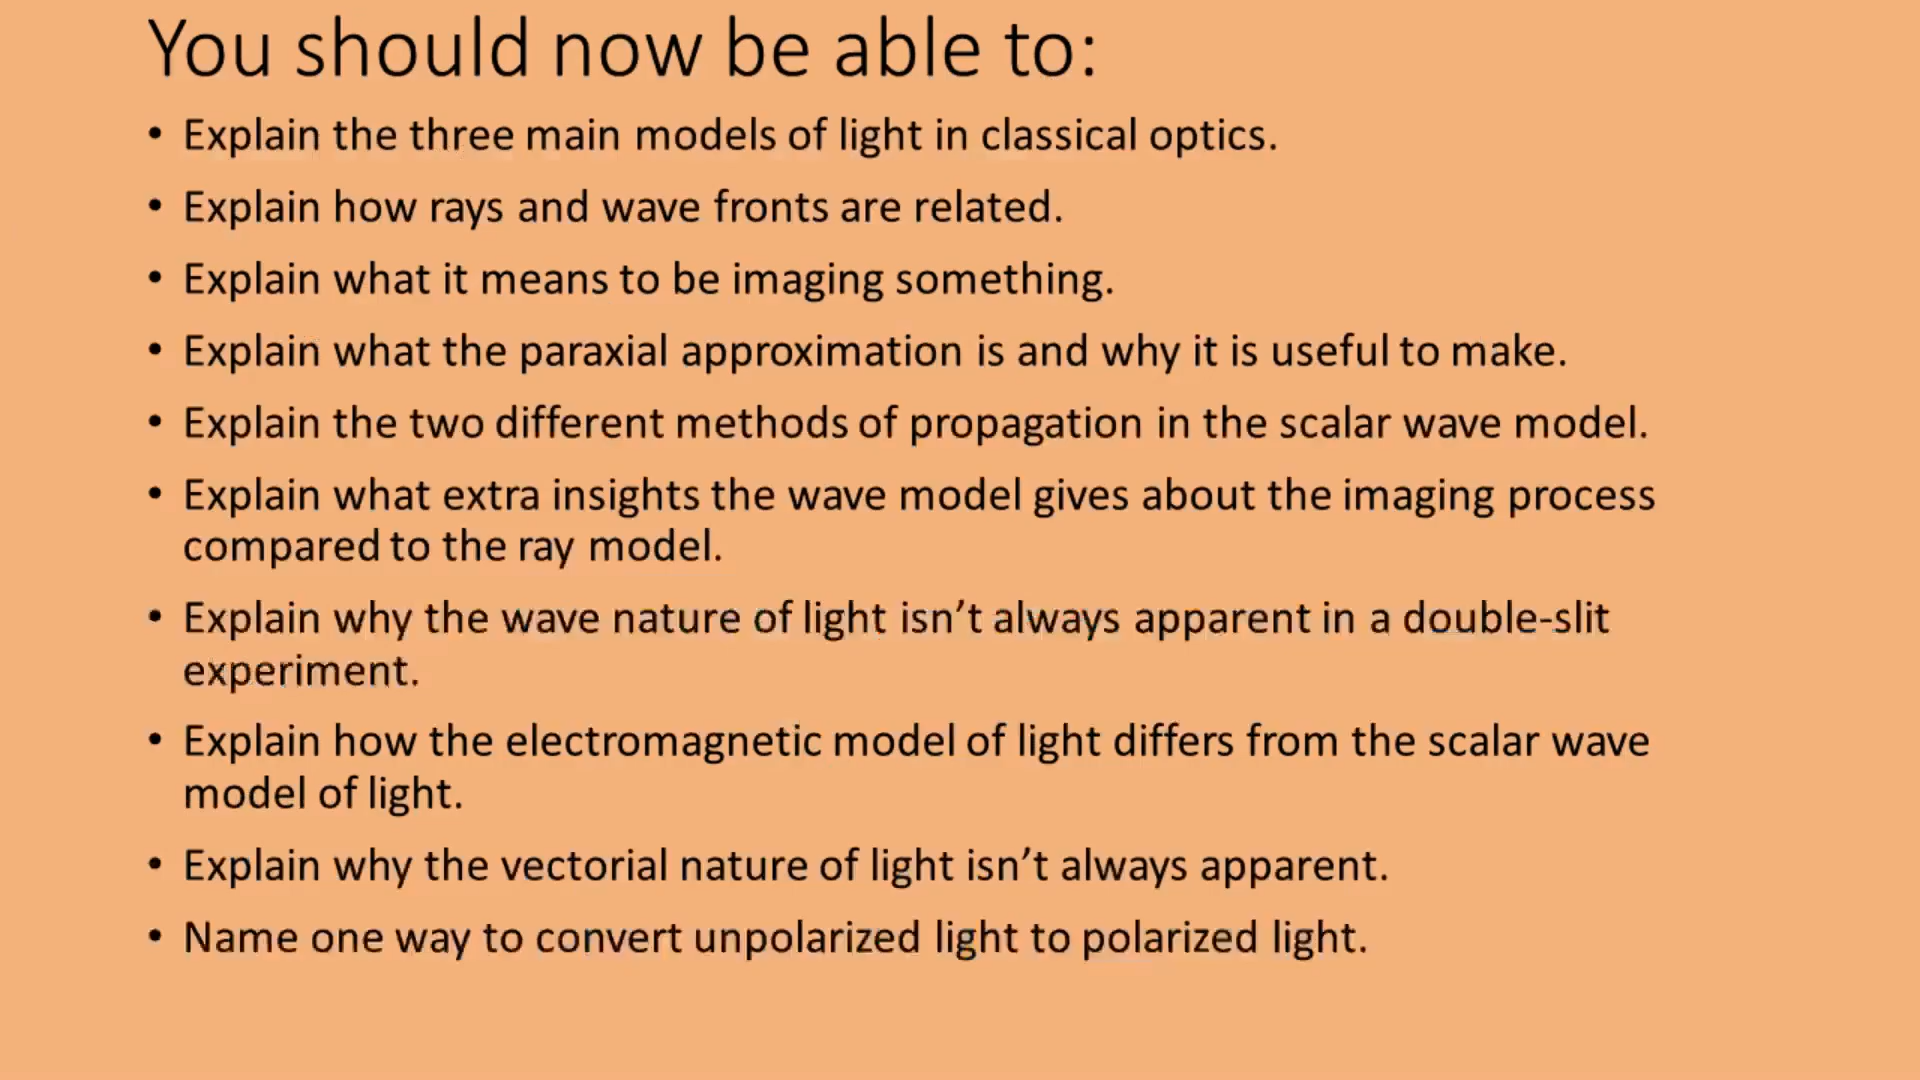 You should now be able to:
• Explain the three main models of light in classical optics.
• Explain how rays and wave fronts are related.
• Explain what it means to be imaging something.
• Explain what the paraxial approximation is and why it is useful to make.
• Explain the two different methods of propagation in the scalar wave model.
• Explain what extra insights the wave model gives about the imaging process
compared to the ray model.
• Explain why the wave nature of light isn’t always apparent in a double-slit
experiment.
• Explain how the electromagnetic model of light differs from the scalar wave
model of light.
• Explain why the vectorial nature of light isn’t always apparent.
• Name one way to convert unpolarized light to polarized light.